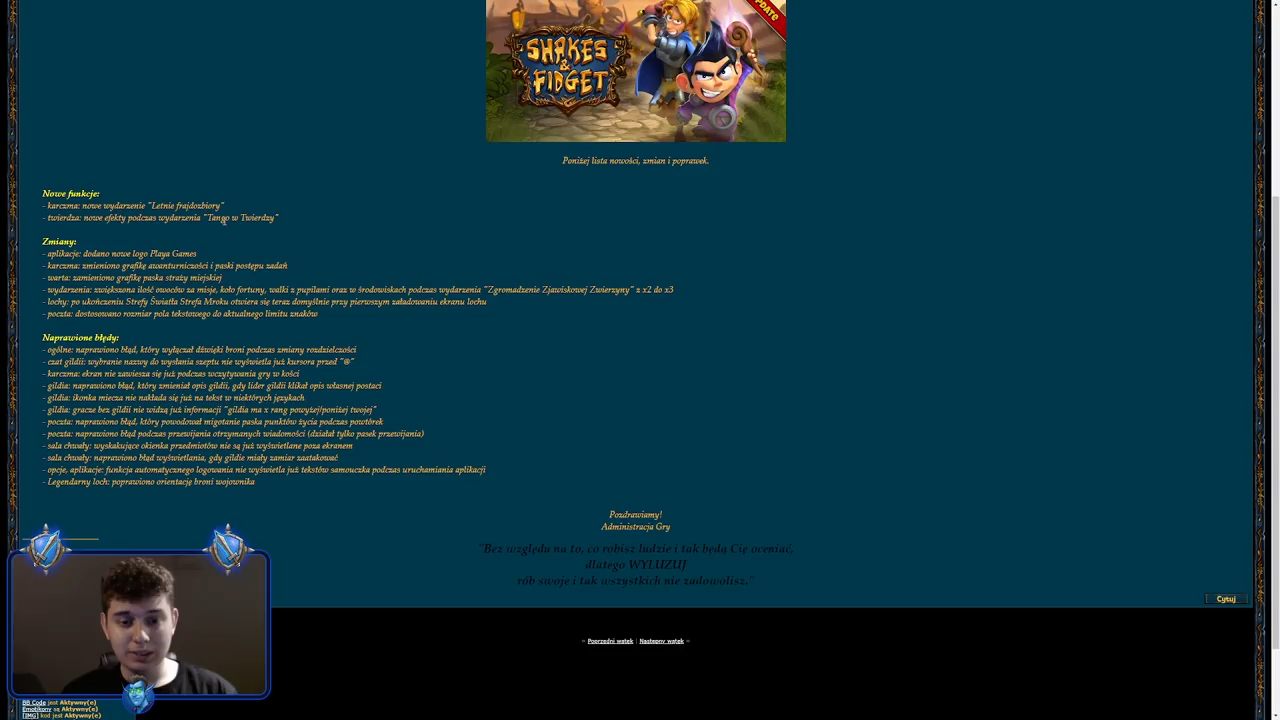 UPDATE
SHAKES
&
FIDGET
Poniżej lista nowości, zmian i poprawek.
Nowe funkcje:
- karczma: nowe wydarzenie "Letnie frajdozbiory"
- twierdza: nowe efekty podczas wydarzenia "Tango w Twierdzy"
Zmiany:
- aplikacje: dodano nowe logo Playa Games
- karczma: zmieniono grafikę awanturniczości i paski postępu zadań
- warta: zamieniono grafikę paska straży miejskiej
- wydarzenia: zwiększona ilość owoców za misje, koło fortuny, walki z pupilami oraz w środowiskach podczas wydarzenia "Zgromadzenie Zjawiskowej Zwierzyny" z x2 do x3
- lochy: po ukończeniu Strefy Światła Strefa Mroku otwiera się teraz domyślnie przy pierwszym załadowaniu ekranu lochu
- poczta: dostosowano rozmiar pola tekstowego do aktualnego limitu znaków
Naprawione błędy:
- ogólne: naprawiono błąd, który wyłączał dźwięki broni podczas zmiany rozdzielczości
- czat gildii: wybranie nazwy do wysłania szeptu nie wyświetla już kursora przed "@"
- karczma: ekran nie zawiesza się już podczas wczytywania gry w kości
- gildia: naprawiono błąd, który zmieniał opis gildii, gdy lider gildii klikał opis własnej postaci
- gildia: ikonka miecza nie nakłada się już na tekst w niektórych językach
- gildia: gracze bez gildii nie widzą już informacji "gildia ma x rang powyżej/poniżej twojej"
- poczta: naprawiono błąd, który powodował migotanie paska punktów życia podczas powtórek
- poczta: naprawiono błąd podczas przewijania otrzymanych wiadomości (działał tylko pasek przewijania)
- sala chwały: wyskakujące okienka przedmiotów nie są już wyświetlane poza ekranem
- sala chwały: naprawiono błąd wyświetlania, gdy gildie miały zamiar zaatakować
- opcje, aplikacje: funkcja automatycznego logowania nie wyświetla już tekstów samouczka podczas uruchamiania aplikacji
- Legendarny loch: poprawiono orientację broni wojownika
Pozdrawiamy!
Administracja Gry
"Bez względu na to, co robisz ludzie i tak będą Cię oceniać,
dlatego WYLUZUJ
rób swoje i tak wszystkich nie zadowolisz."
Cytuj
« Poprzedni wątek | Następny wątek »
BB Code jest Aktywny(e)
Emotikony są Aktywny(e)
[IMG] kod jest Aktywny(e)